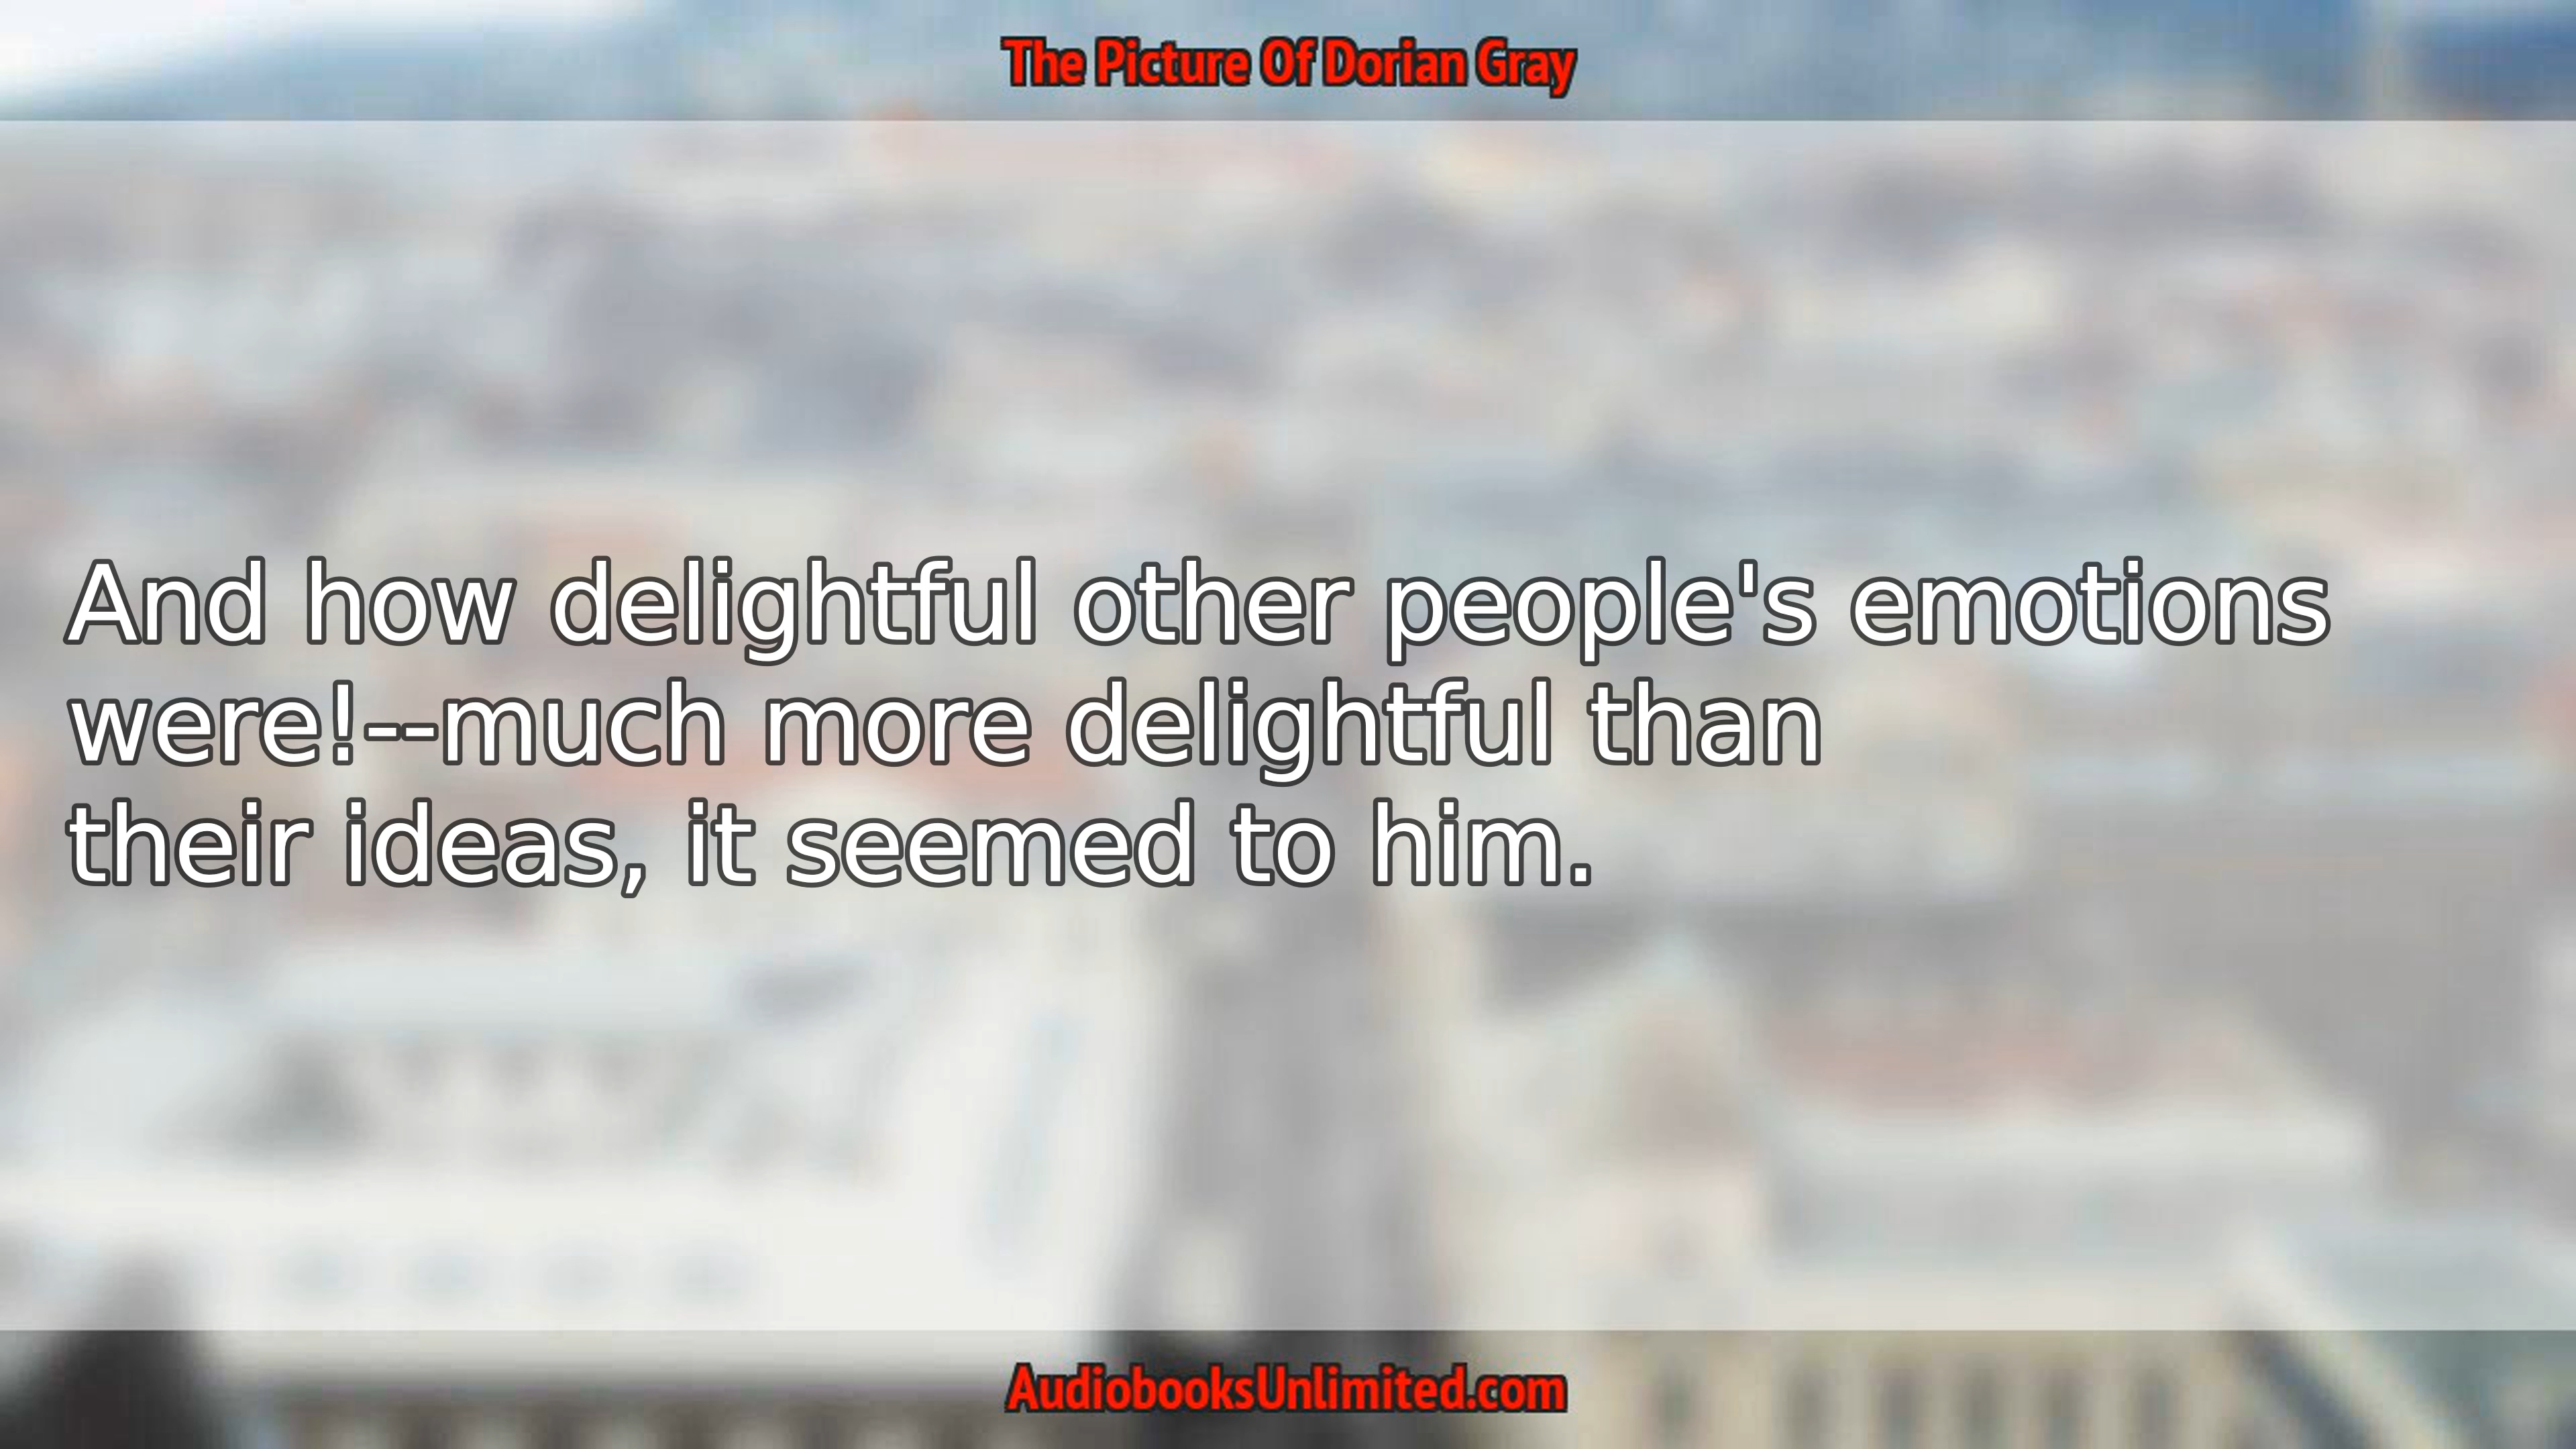 The Picture Of Dorian Gray
And how delightful other people's emotions
were!--much more delightful than
their ideas, it seemed to him.
AudiobooksUnlimited.com